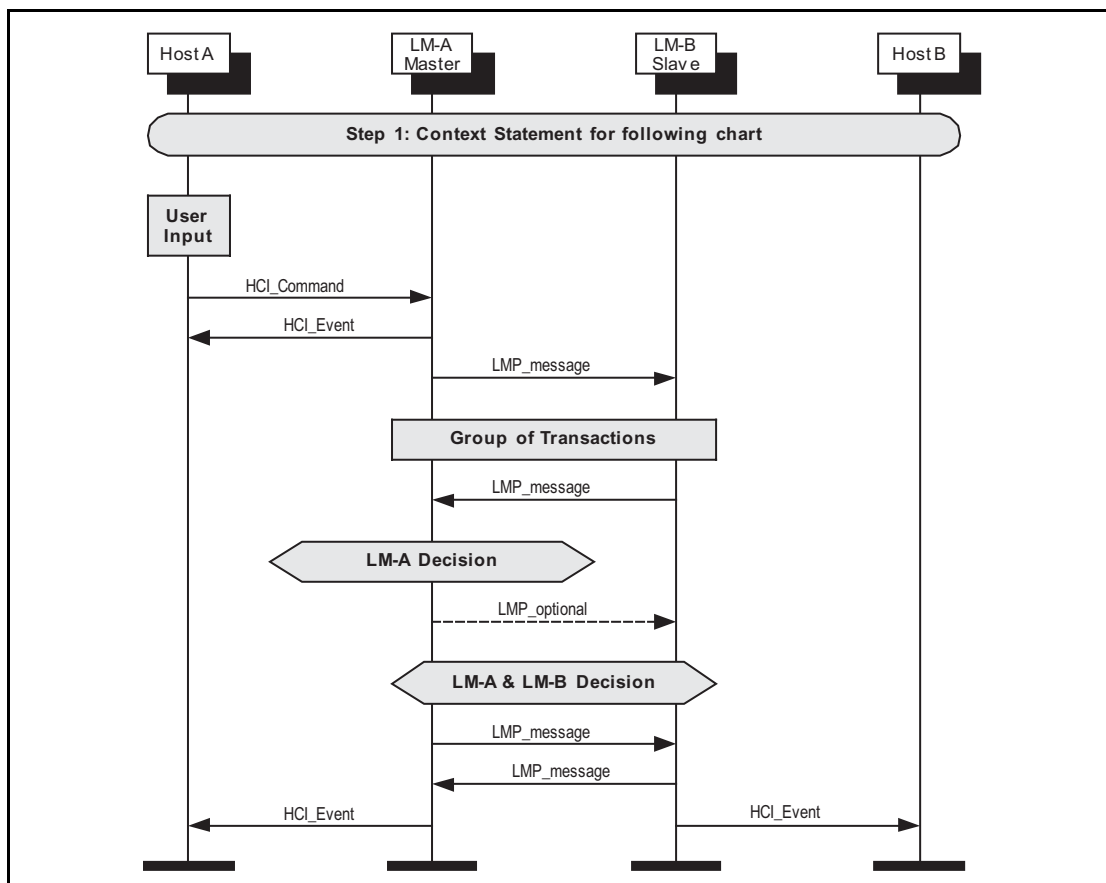 Host A
LM-A
Master
LM-B
Slave
Host B
Step 1: Context Statement for following chart
User
Input
HCI_Command
HCI_Event
LMP_message
Group of Transactions
LMP_message
LM-A Decision
LMP_optional
LM-A & LM-B Decision
LMP_message
LMP_message
HCI_Event
HCI_Event